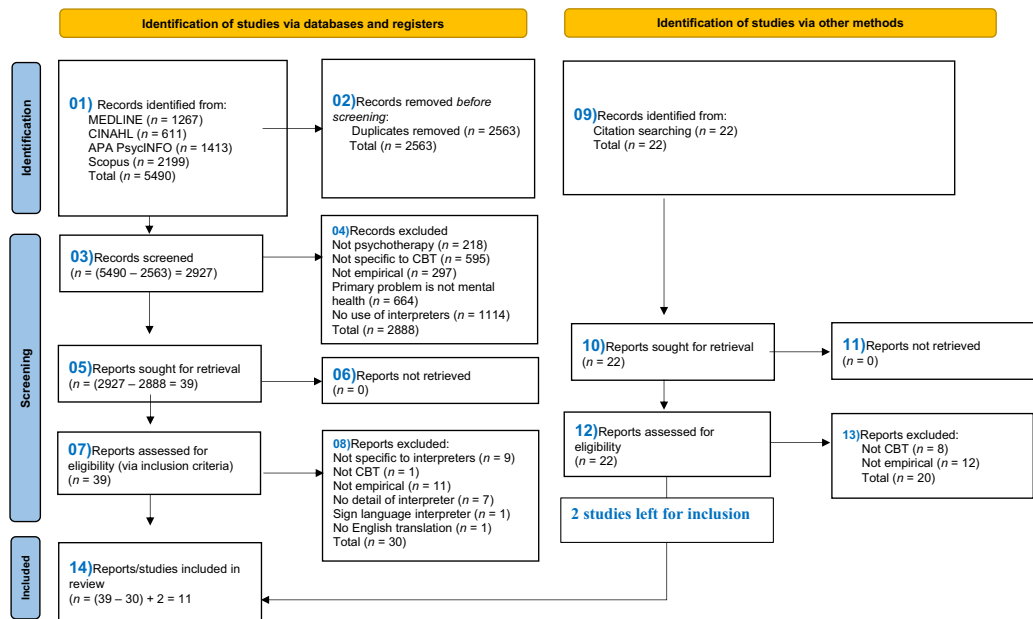 Identification of studies via databases and registers
Identification of studies via other methods
Identification
01) Records identified from:
MEDLINE (n = 1267)
CINAHL (n = 611)
APA PsycINFO (n = 1413)
Scopus (n = 2199)
Total (n = 5490)
02)Records removed before
screening:
Duplicates removed (n = 2563)
Total (n = 2563)
09)Records identified from:
Citation searching (n = 22)
Total (n = 22)
Screening
03)Records screened
(n = (5490 – 2563) = 2927)
04)Records excluded
Not psychotherapy (n = 218)
Not specific to CBT (n = 595)
Not empirical (n = 297)
Primary problem is not mental
health (n = 664)
No use of interpreters (n = 1114)
Total (n = 2888)
05)Reports sought for retrieval
(n = (2927 – 2888 = 39)
06)Reports not retrieved
(n = 0)
10)Reports sought for retrieval
(n = 22)
11)Reports not retrieved
(n = 0)
07)Reports assessed for
eligibility (via inclusion criteria)
(n = 39)
08)Reports excluded:
Not specific to interpreters (n = 9)
Not CBT (n = 1)
Not empirical (n = 11)
No detail of interpreter (n = 7)
Sign language interpreter (n = 1)
No English translation (n = 1)
Total (n = 30)
12)Reports assessed for
eligibility
(n = 22)
13)Reports excluded:
Not CBT (n = 8)
Not empirical (n = 12)
Total (n = 20)
2 studies left for inclusion
Included
14)Reports/studies included in
review
(n = (39 – 30) + 2 = 11